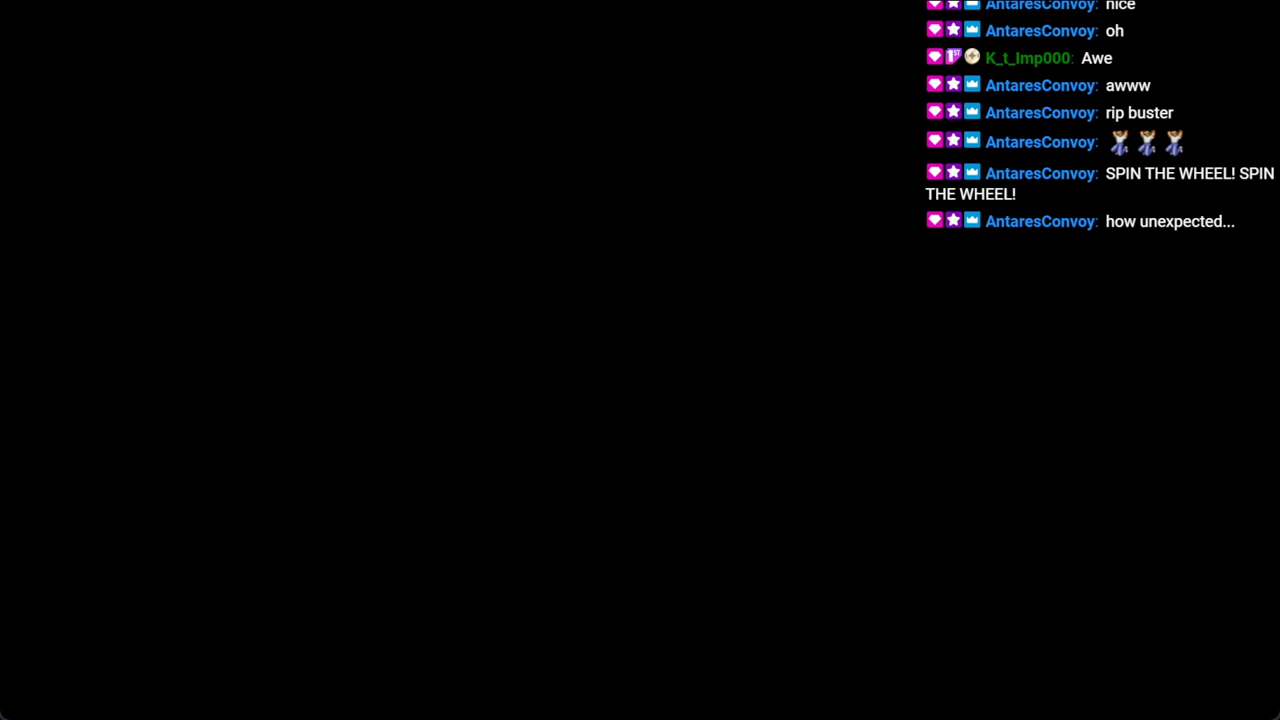 AntaresConvoy: nice
AntaresConvoy: oh
K_t_Imp000: Awe
AntaresConvoy: awww
AntaresConvoy: rip buster
AntaresConvoy:
AntaresConvoy: SPIN THE WHEEL! SPIN
THE WHEEL!
AntaresConvoy: how unexpected...